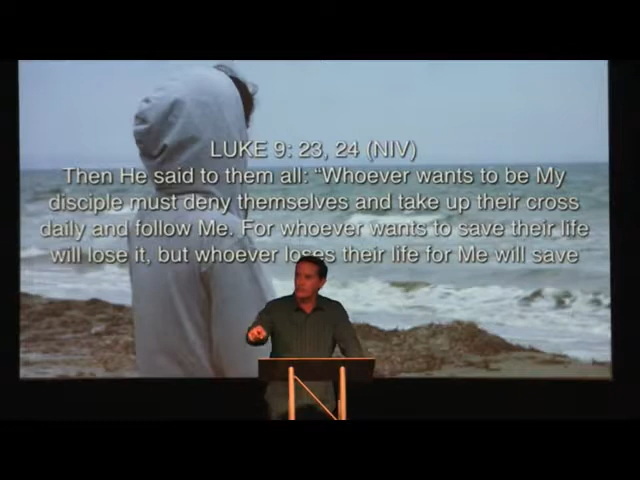 LUKE 9: 23, 24 (NIV)
Then He said to them all: “Whoever wants to be My
disciple must deny themselves and take up their cross
daily and follow Me. For whoever wants to save their life
will lose it, but whoever loses their life for Me will save